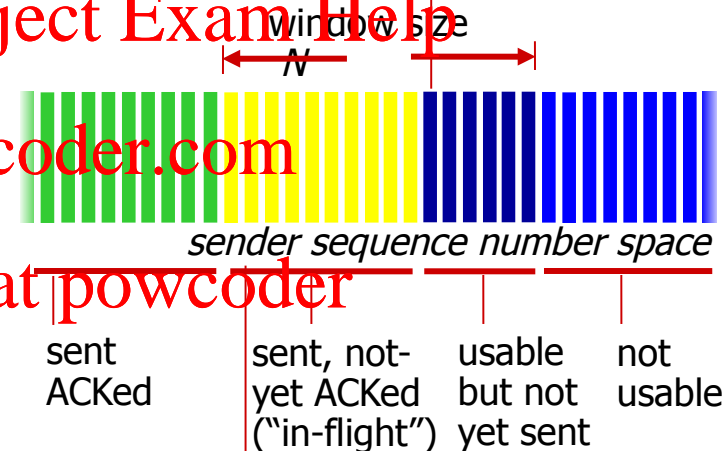 ject Exam Help
window size
N
coder.com
sender sequence number space
at powcoder
sent
ACKed
sent, not-
yet ACKed
(“in-flight”)
usable
but not
yet sent
not
usable